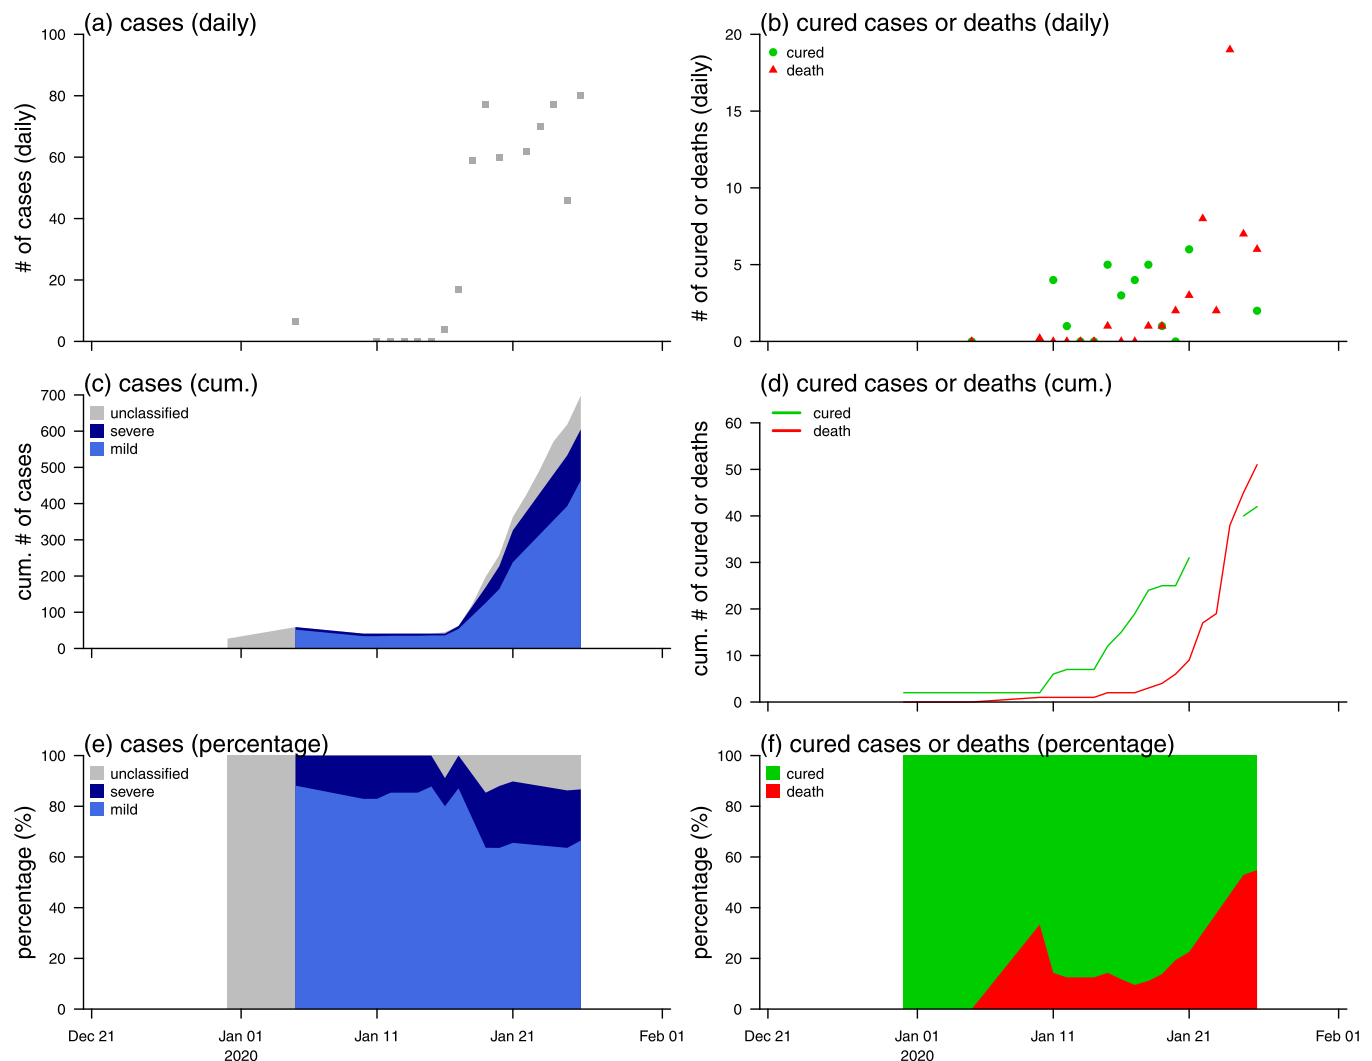 (a) cases (daily)
# of cases (daily)
100
80
60
40
20
0
(b) cured cases or deaths (daily)
cured
death
# of cured or deaths (daily)
20
15
10
5
0
Dec 21
Jan 01
Jan 11
Jan 21
Feb 01
2020
(c) cases (cum.)
unclassified
severe
mild
cum. # of cases
700
600
500
400
300
200
100
0
(d) cured cases or deaths (cum.)
cured
death
cum. # of cured or deaths
60
50
40
30
20
10
0
(e) cases (percentage)
unclassified
severe
mild
percentage (%)
100
80
60
40
20
0
Dec 21
Jan 01
Jan 11
Jan 21
Feb 01
2020
(f) cured cases or deaths (percentage)
cured
death
percentage (%)
100
80
60
40
20
0